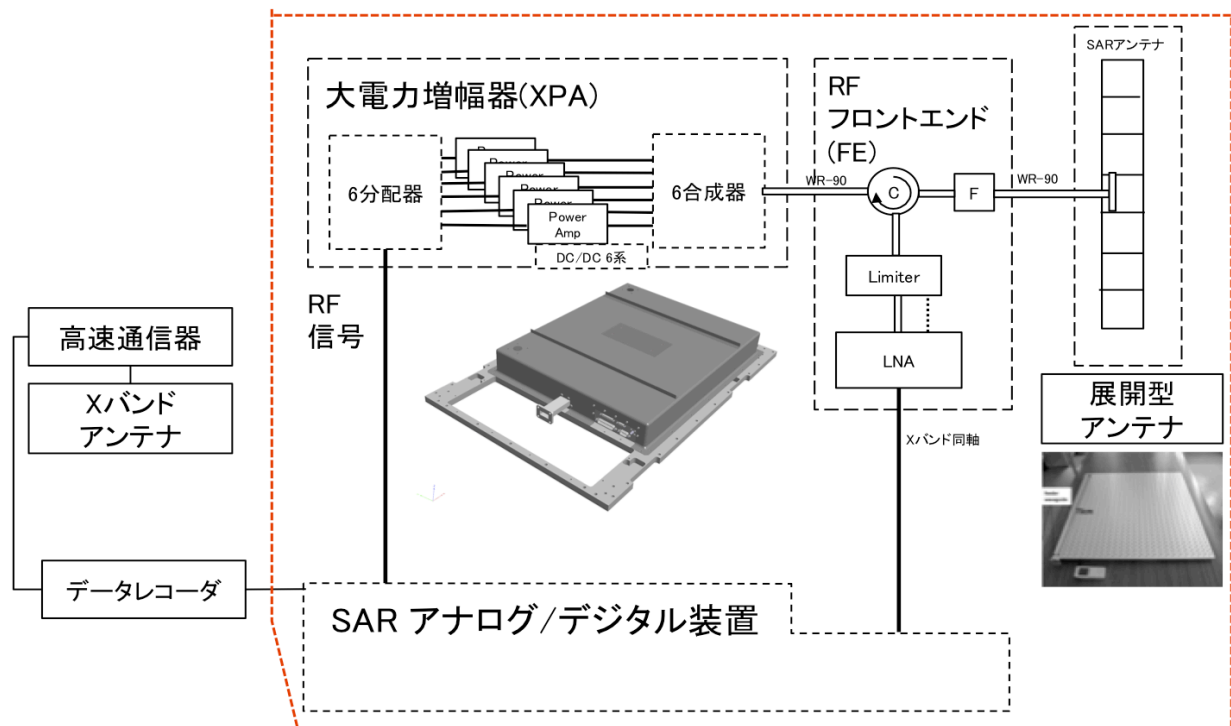 SARアンテナ
大電力増幅器(XPA)
RF
フロントエンド
(FE)
6分配器
Power
Power
Power
Power
Power
Amp
6合成器
DC/DC 6系
WR-90
C
F
WR-90
Limiter
LNA
RF
信号
高速通信器
Xバンド
アンテナ
展開型
アンテナ
Xバンド同軸
データレコーダ
SAR アナログ/デジタル装置